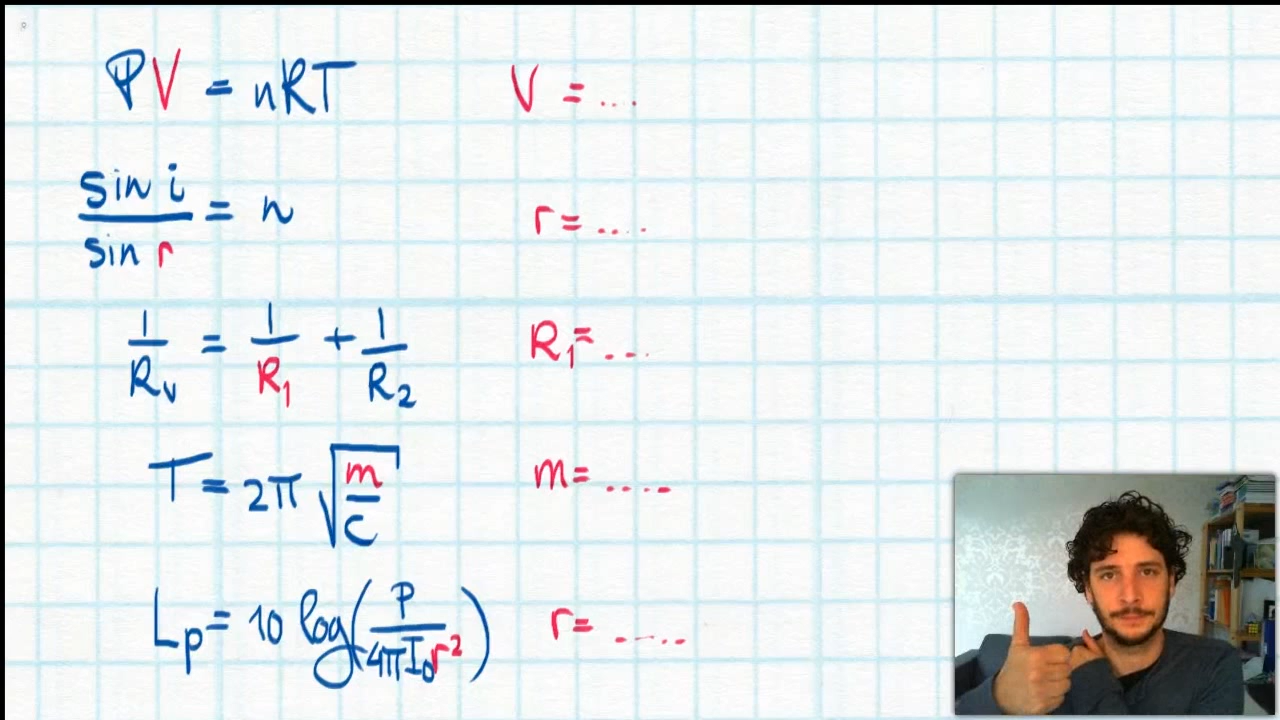 PV = nRT V = ...
sin i / sin r = n r = ....
1/Rv = 1/R1 + 1/R2 R1 = ....
T = 2π √(m/C) m = ....
Lp = 10 log(P / 4πI0r²) r = .....